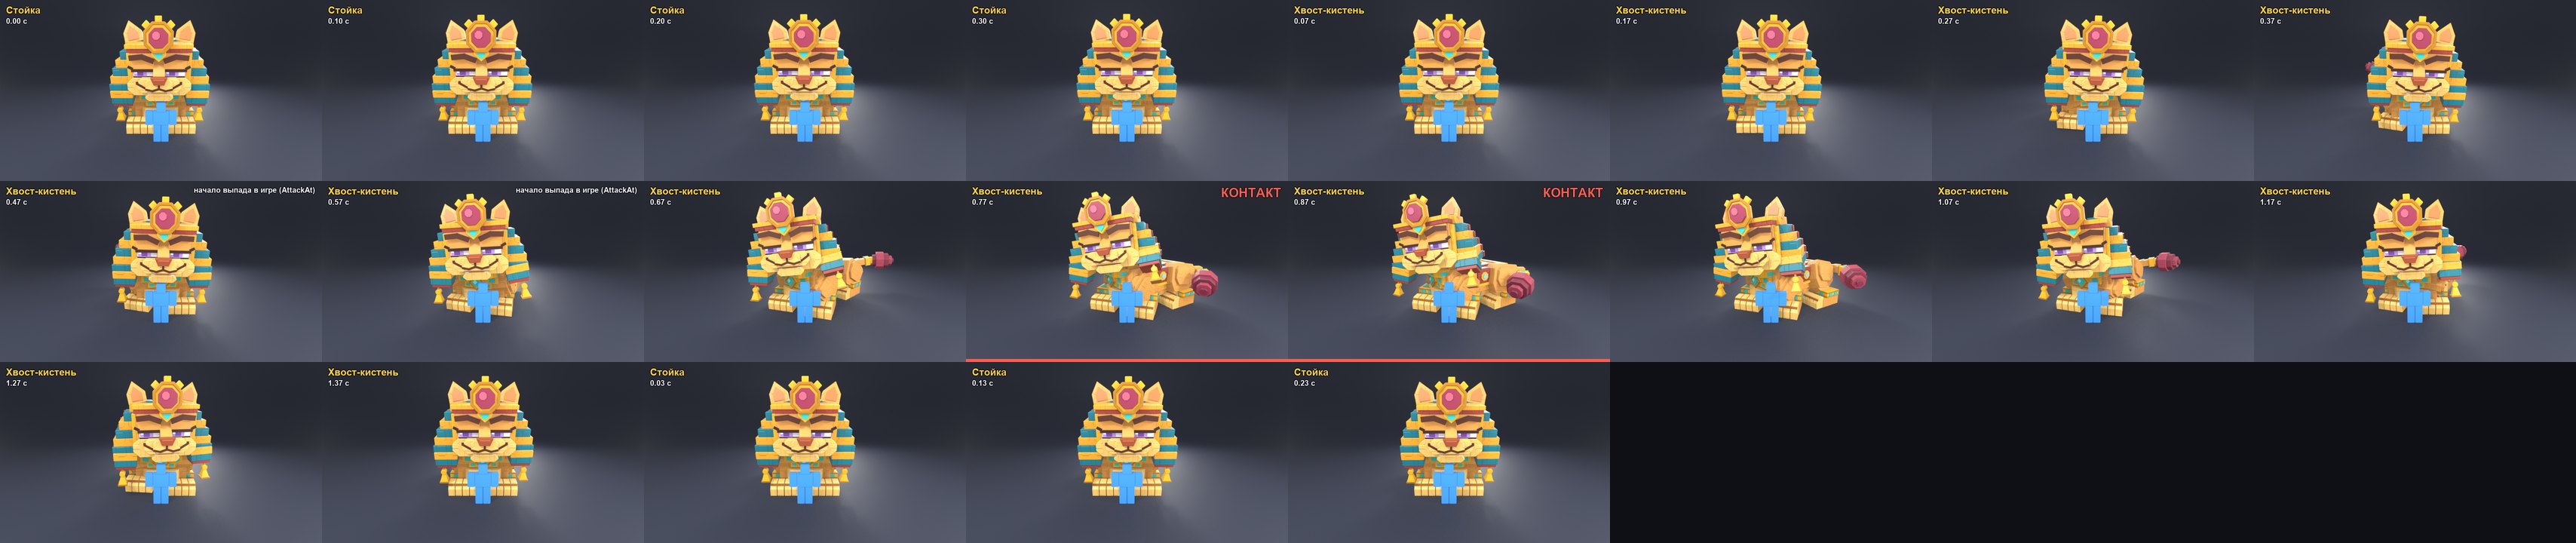 Стойка
0.00 с
Стойка
0.10 с
Стойка
0.20 с
Стойка
0.30 с
Хвост-кистень
0.07 с
Хвост-кистень
0.17 с
Хвост-кистень
0.27 с
Хвост-кистень
0.37 с
Хвост-кистень
0.47 с
начало выпада в игре (AttackAt)
Хвост-кистень
0.57 с
начало выпада в игре (AttackAt)
Хвост-кистень
0.67 с
Хвост-кистень
0.77 с
КОНТАКТ
Хвост-кистень
0.87 с
КОНТАКТ
Хвост-кистень
0.97 с
Хвост-кистень
1.07 с
Хвост-кистень
1.17 с
Хвост-кистень
1.27 с
Хвост-кистень
1.37 с
Стойка
0.03 с
Стойка
0.13 с
Стойка
0.23 с